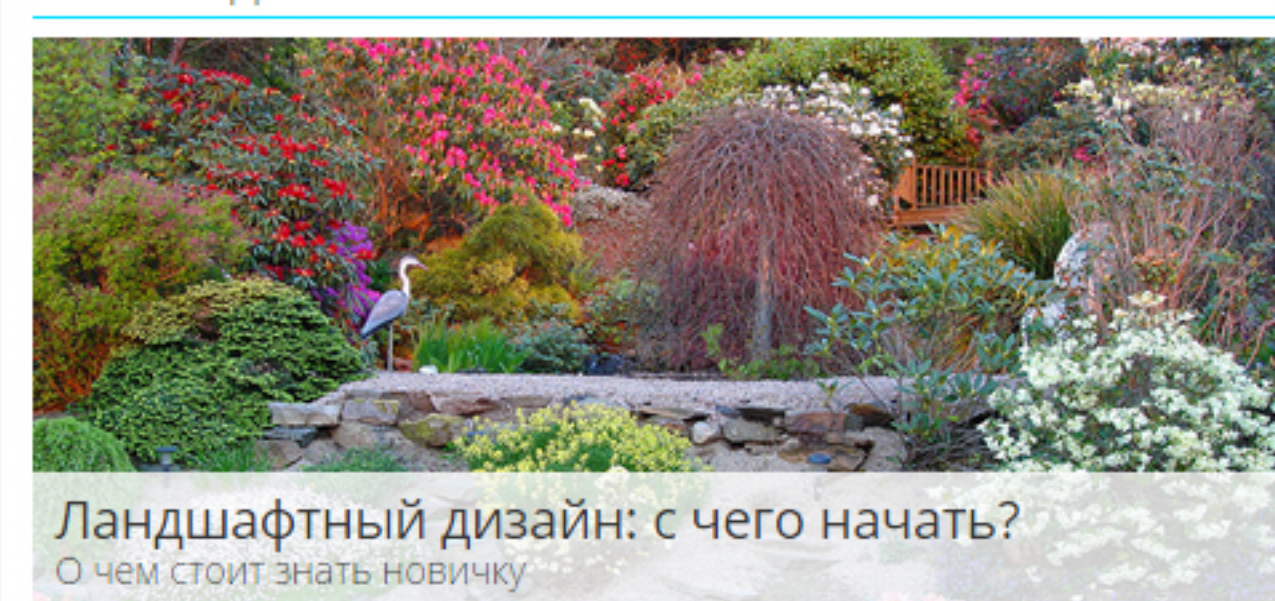 Ландшафтный дизайн: с чего начать?
О чем стоит знать новичку